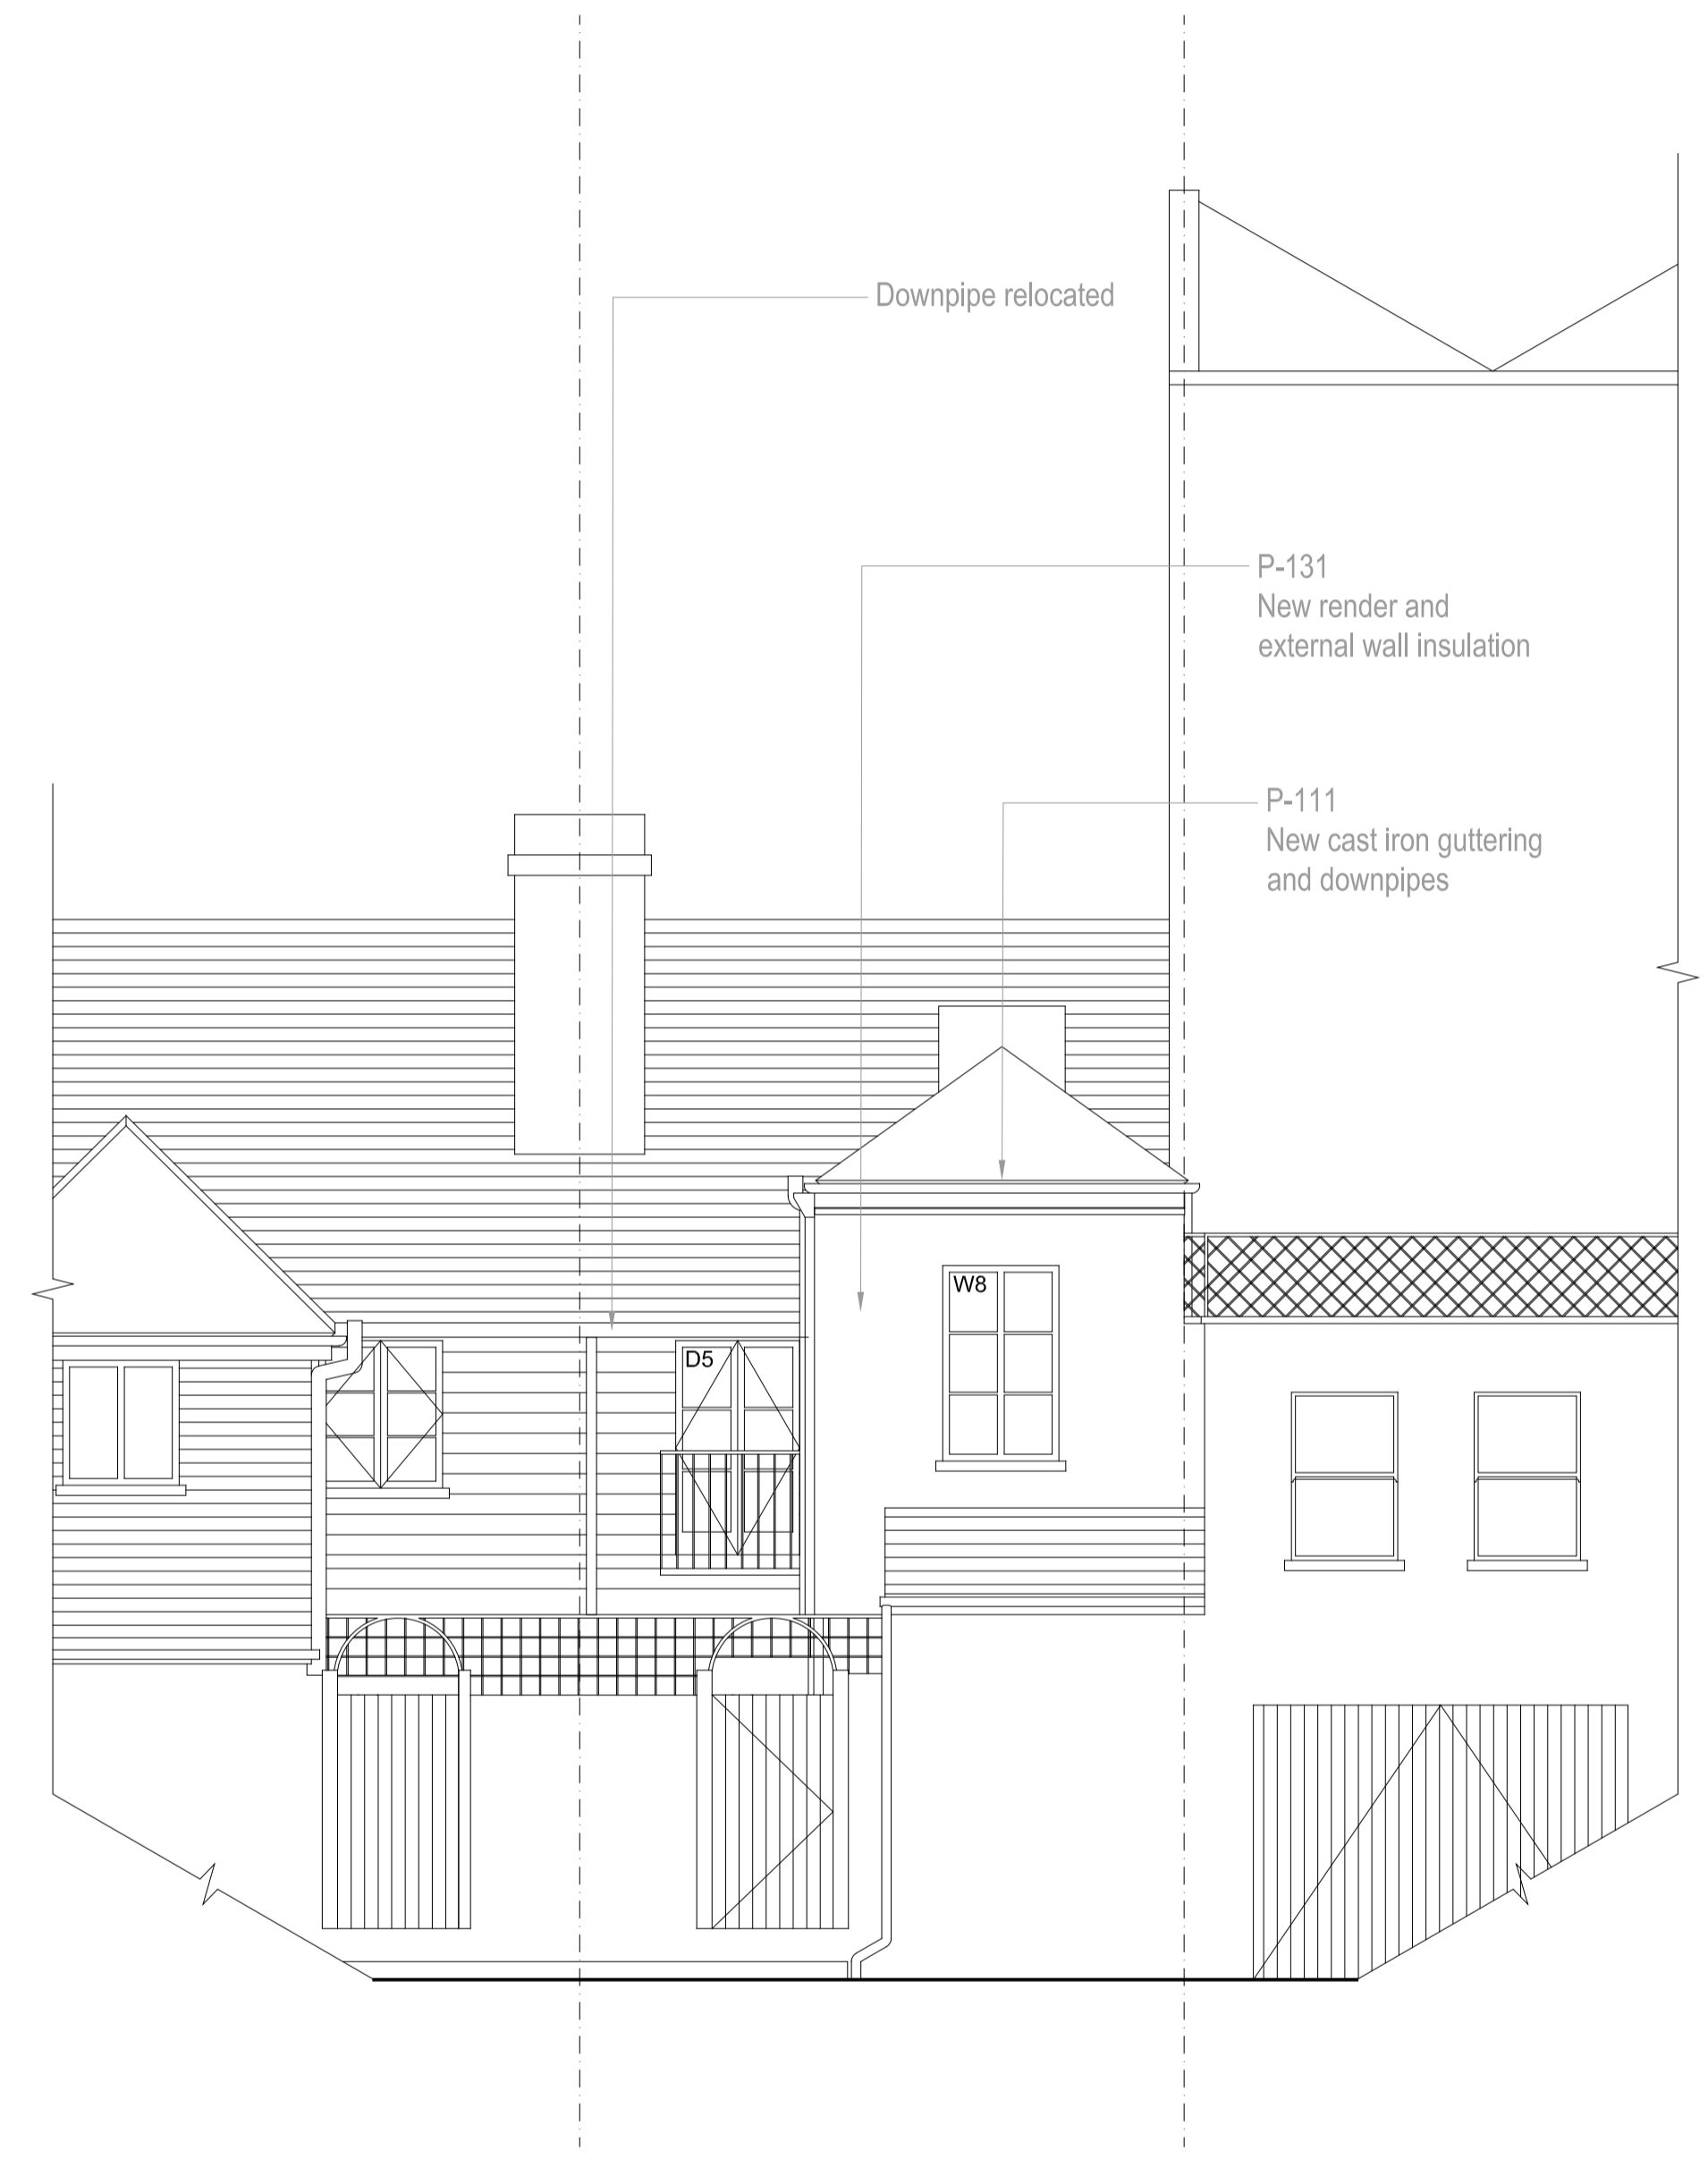 Downpipe relocated
P-131
New render and
external wall insulation
P-111
New cast iron guttering
and downpipes
W8
D5